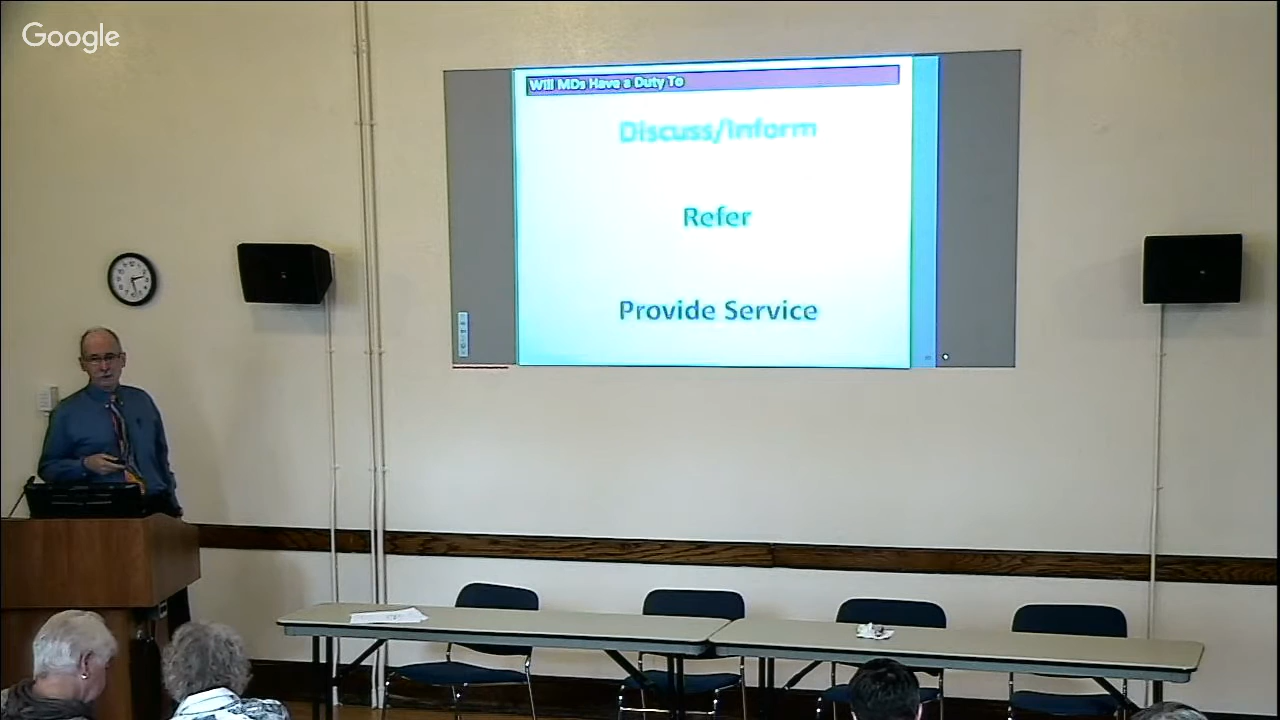 Google
Will MDs Have a Duty To
Discuss/Inform
Refer
Provide Service